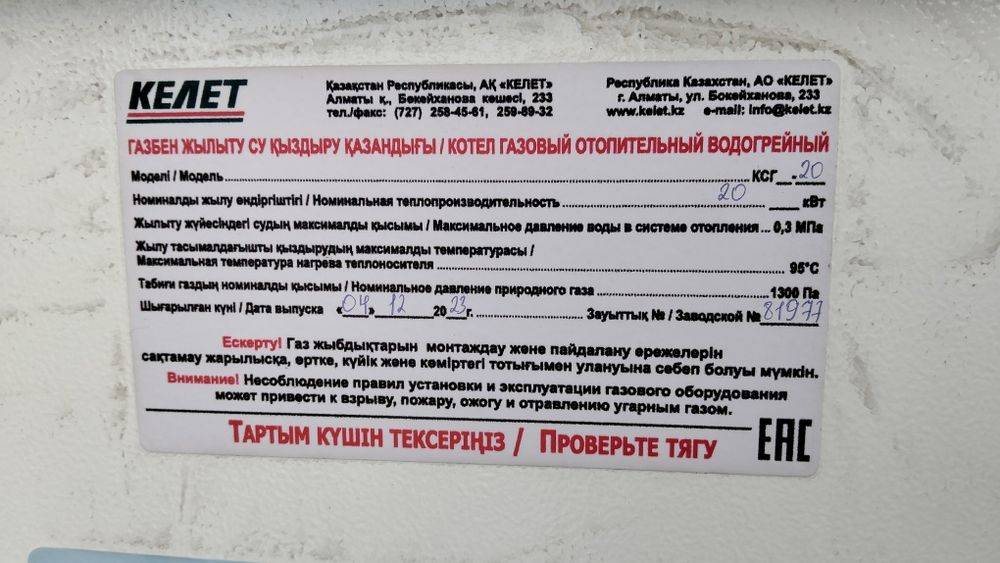 КЕЛЕТ
Қазақстан Республикасы, АҚ «КЕЛЕТ»
Алматы қ., Бөкейханова көшесі, 233
тел./факс: (727) 258-45-61, 259-89-32
Республика Казахстан, АО «КЕЛЕТ»
г. Алматы, ул. Бокейханова, 233
www.kelet.kz e-mail: info@kelet.kz
ГАЗБЕН ЖЫЛЫТУ СУ ҚЫЗДЫРУ ҚАЗАНДЫҒЫ / КОТЕЛ ГАЗОВЫЙ ОТОПИТЕЛЬНЫЙ ВОДОГРЕЙНЫЙ
Моделі / Модель КСГ - 20
Номиналды жылу өндіргіштігі / Номинальная теплопроизводительность 20 кВт
Жылыту жүйесіндегі судың максималды қысымы / Максимальное давление воды в системе отопления ... 0,3 МПа
Жылу тасымалдағышты қыздырудың максималды температурасы /
Максимальная температура нагрева теплоносителя 95°С
Табиғи газдың номиналды қысымы / Номинальное давление природного газа 1300 Па
Шығарылған күні / Дата выпуска «04» 12 2023г. Зауыттық № / Заводской № 81977
Ескерту! Газ жыбдықтарын монтаждау және пайдалану ережелерін
сақтамау жарылысқа, өртке, күйік және көміртегі тотығымен улануына себеп болуы мүмкін.
Внимание! Несоблюдение правил установки и эксплуатации газового оборудования
может привести к взрыву, пожару, ожогу и отравлению угарным газом.
ТАРТЫМ КҮШІН ТЕКСЕРІҢІЗ / ПРОВЕРЬТЕ ТЯГУ
ЕАС